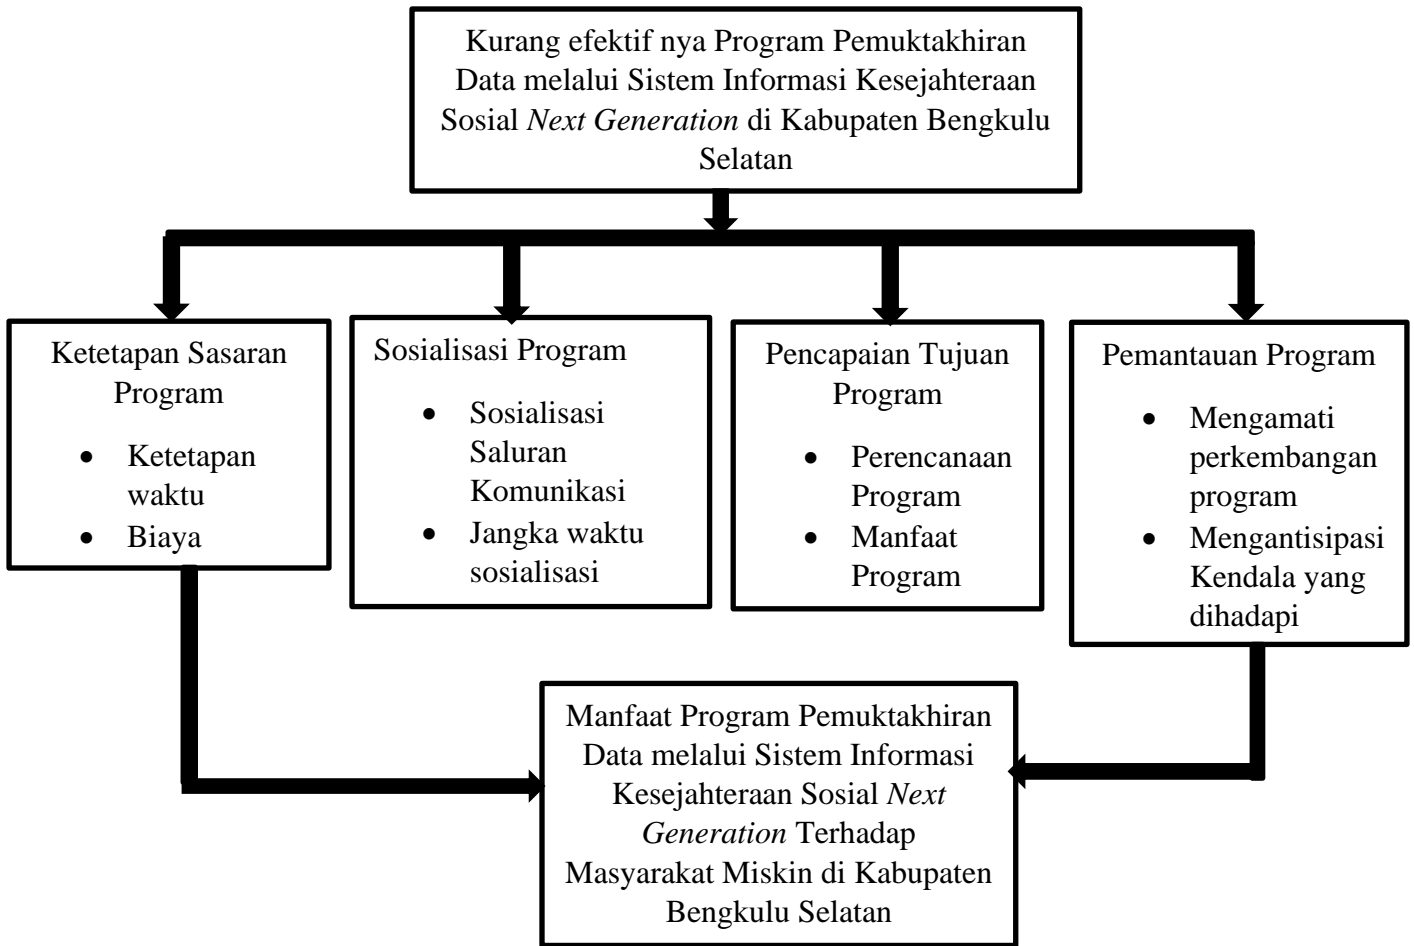 Kurang efektif nya Program Pemuktakhiran
Data melalui Sistem Informasi Kesejahteraan
Sosial Next Generation di Kabupaten Bengkulu
Selatan
Ketetapan Sasaran
Program
• Ketetapan
waktu
• Biaya
Sosialisasi Program
• Sosialisasi
Saluran
Komunikasi
• Jangka waktu
sosialisasi
Pencapaian Tujuan
Program
• Perencanaan
Program
• Manfaat
Program
Pemantauan Program
• Mengamati
perkembangan
program
• Mengantisipasi
Kendala yang
dihadapi
Manfaat Program Pemuktakhiran
Data melalui Sistem Informasi
Kesejahteraan Sosial Next
Generation Terhadap
Masyarakat Miskin di Kabupaten
Bengkulu Selatan